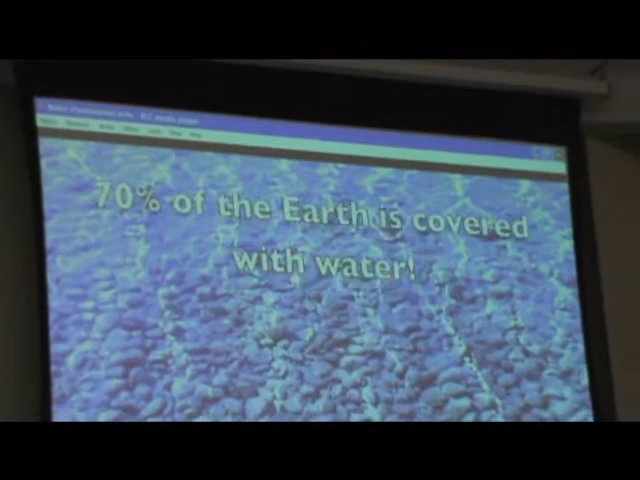 70% of the Earth is covered
with water!